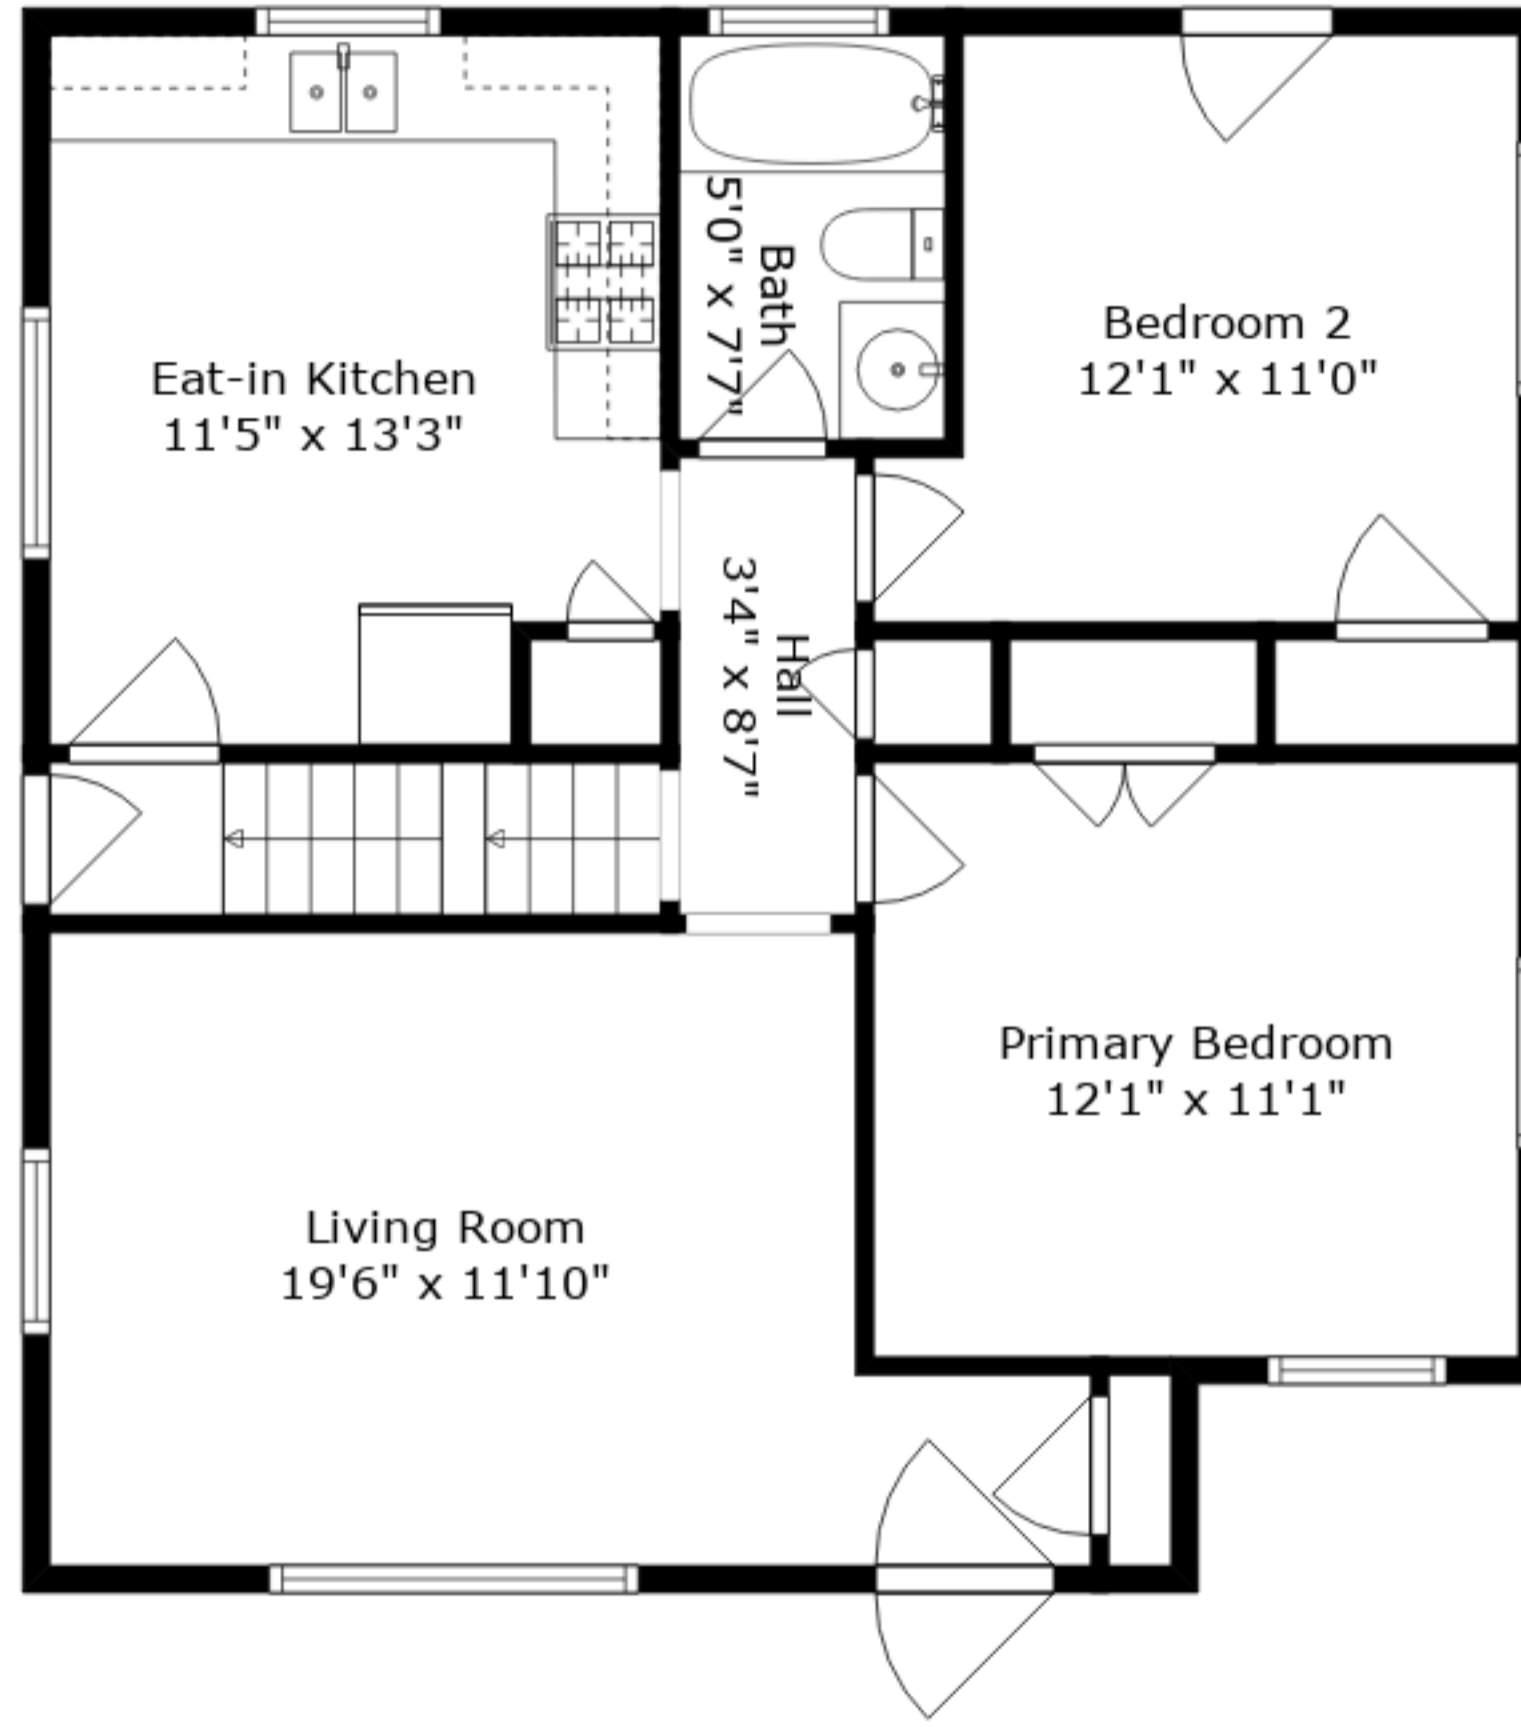 Bath
5'0" x 7'7"
Bedroom 2
12'1" x 11'0"
Eat-in Kitchen
11'5" x 13'3"
Hall
3'4" x 8'7"
Primary Bedroom
12'1" x 11'1"
Living Room
19'6" x 11'10"